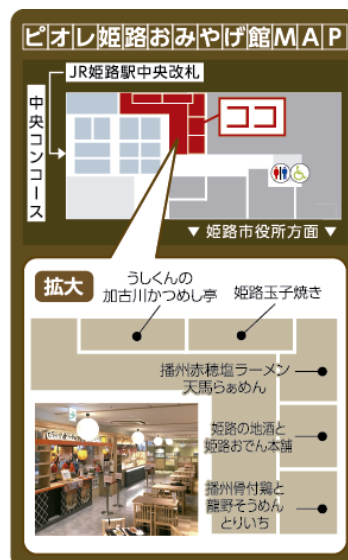 ピオレ姫路おみやげ館MAP
JR姫路駅中央改札
中央コンコース
ココ
▼ 姫路市役所方面 ▼
拡大
うしくんの
加古川かつめし亭
姫路玉子焼き
播州赤穂塩ラーメン
天馬らぁめん
姫路の地酒と
姫路おでん本舗
播州骨付鶏と
龍野そうめん
とりいち